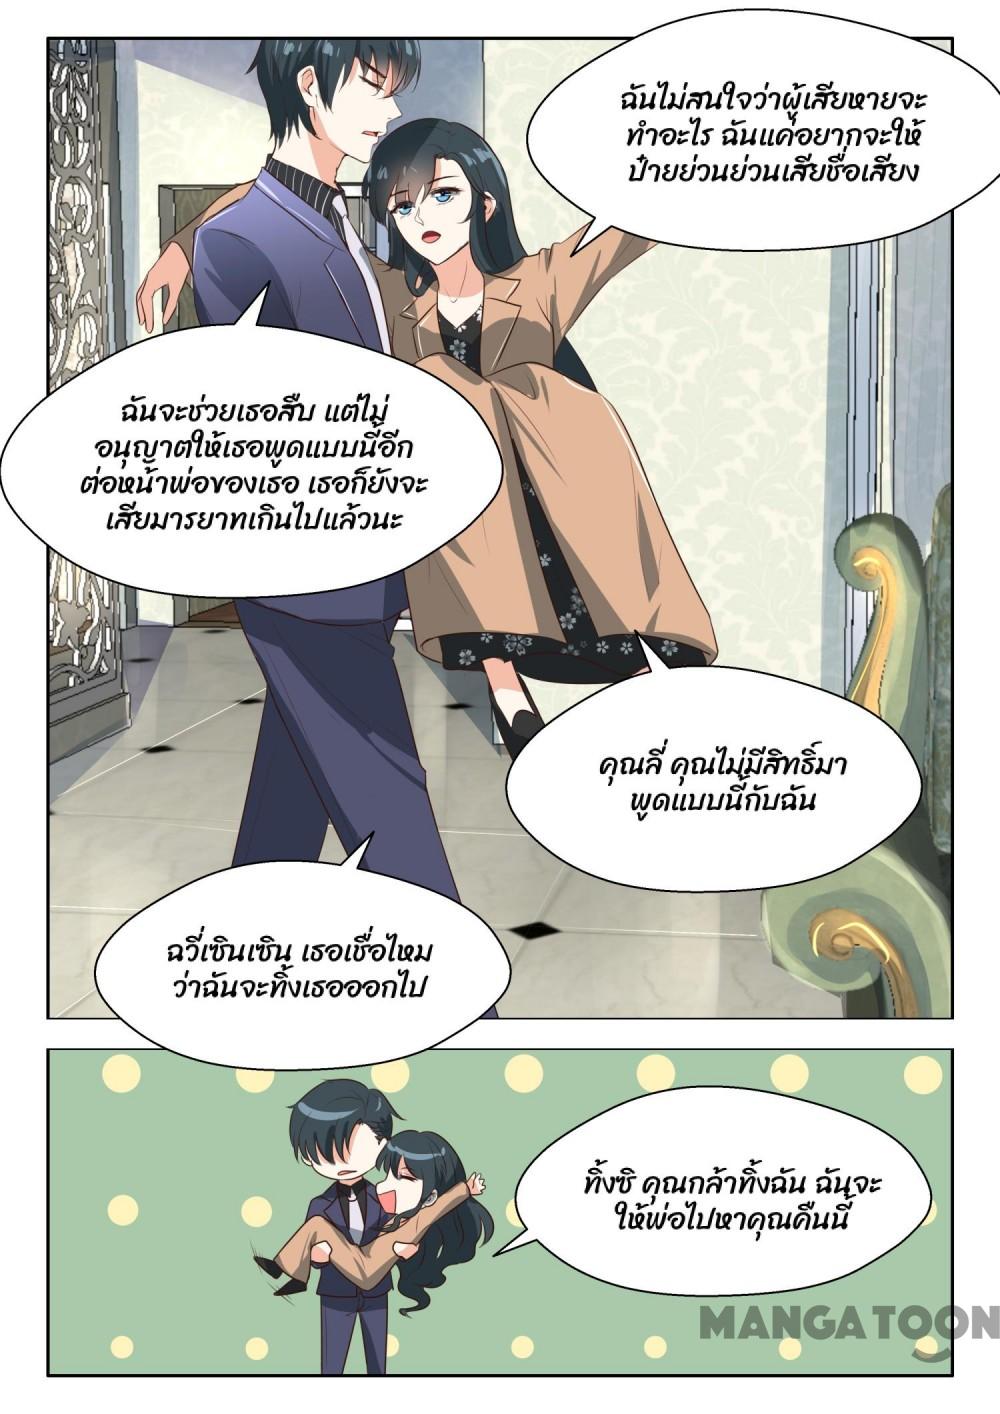 ฉันไม่สนใจว่าผู้เสียหายจะ
ทำอะไร ฉันแค่อยากจะให้
ป๋ายย่วนย่วนเสียชื่อเสียง
ฉันจะช่วยเธอสืบ แต่ไม่
อนุญาตให้เธอพูดแบบนี้อีก
ต่อหน้าพ่อของเธอ เธอก็ยังจะ
เสียมารยาทเกินไปแล้วนะ
คุณลี่ คุณไม่มีสิทธิ์มา
พูดแบบนี้กับฉัน
ฉวี่เซินเซิน เธอเชื่อไหม
ว่าฉันจะทิ้งเธอออกไป
ทิ้งซิ คุณกล้าทิ้งฉัน ฉันจะ
ให้พ่อไปหาคุณคืนนี้
MANGATOON